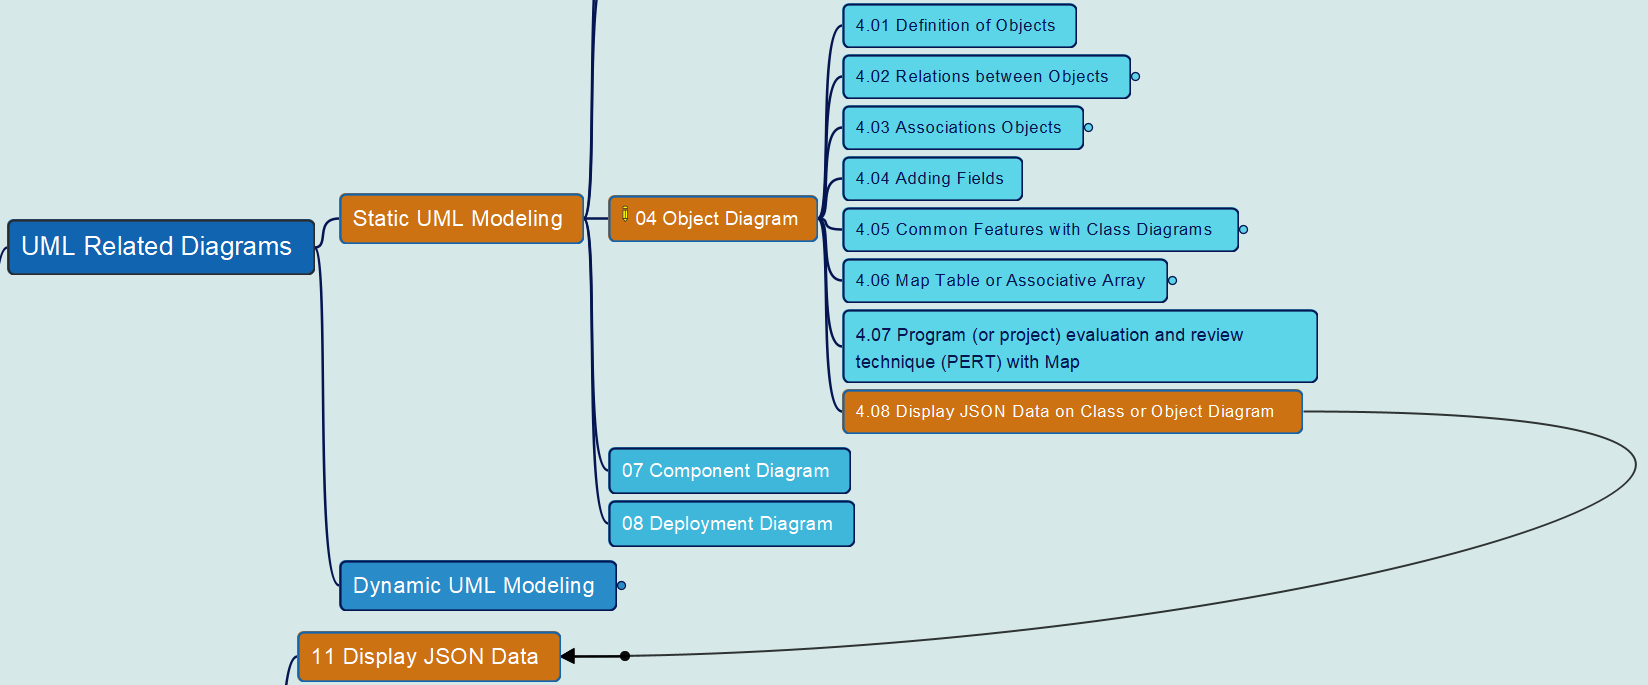 UML Related Diagrams
Static UML Modeling
04 Object Diagram
4.01 Definition of Objects
4.02 Relations between Objects
4.03 Associations Objects
4.04 Adding Fields
4.05 Common Features with Class Diagrams
4.06 Map Table or Associative Array
4.07 Program (or project) evaluation and review
technique (PERT) with Map
4.08 Display JSON Data on Class or Object Diagram
07 Component Diagram
08 Deployment Diagram
Dynamic UML Modeling
11 Display JSON Data